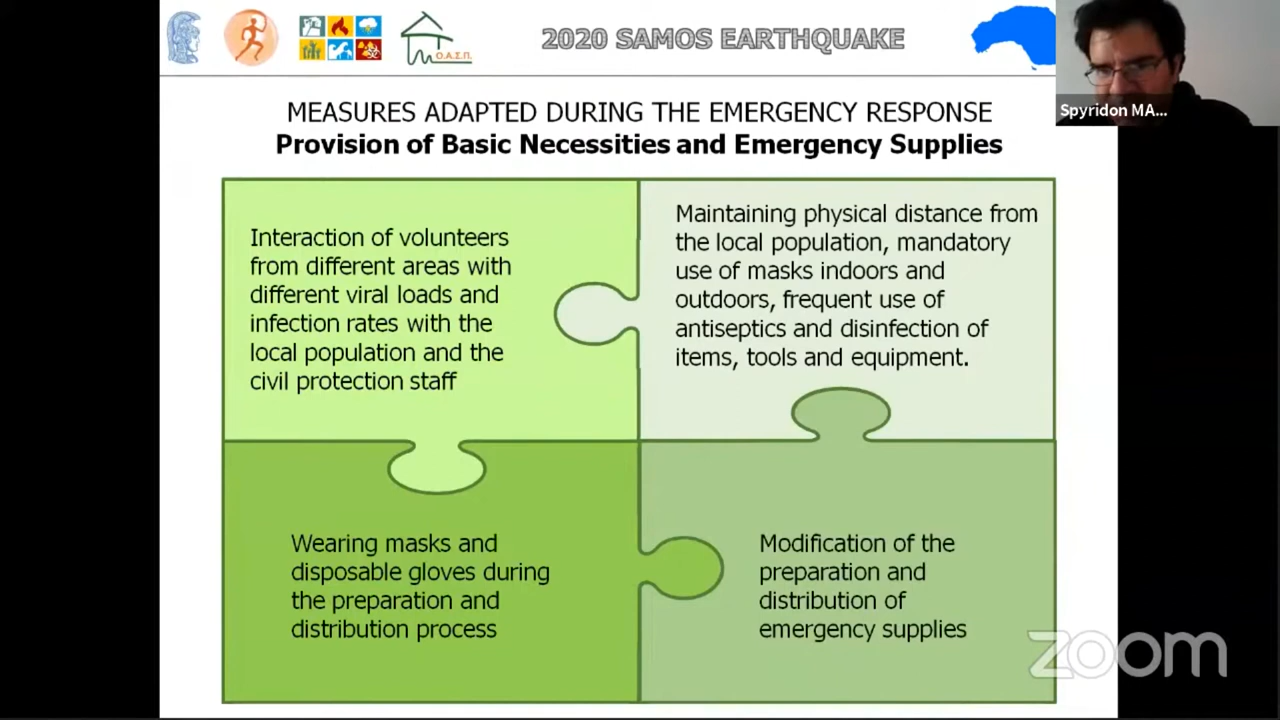 Ο.Α.Σ.Π.
2020 SAMOS EARTHQUAKE
Spyridon MA...
MEASURES ADAPTED DURING THE EMERGENCY RESPONSE
Provision of Basic Necessities and Emergency Supplies
Interaction of volunteers
from different areas with
different viral loads and
infection rates with the
local population and the
civil protection staff
Maintaining physical distance from
the local population, mandatory
use of masks indoors and
outdoors, frequent use of
antiseptics and disinfection of
items, tools and equipment.
Wearing masks and
disposable gloves during
the preparation and
distribution process
Modification of the
preparation and
distribution of
emergency supplies
zoom